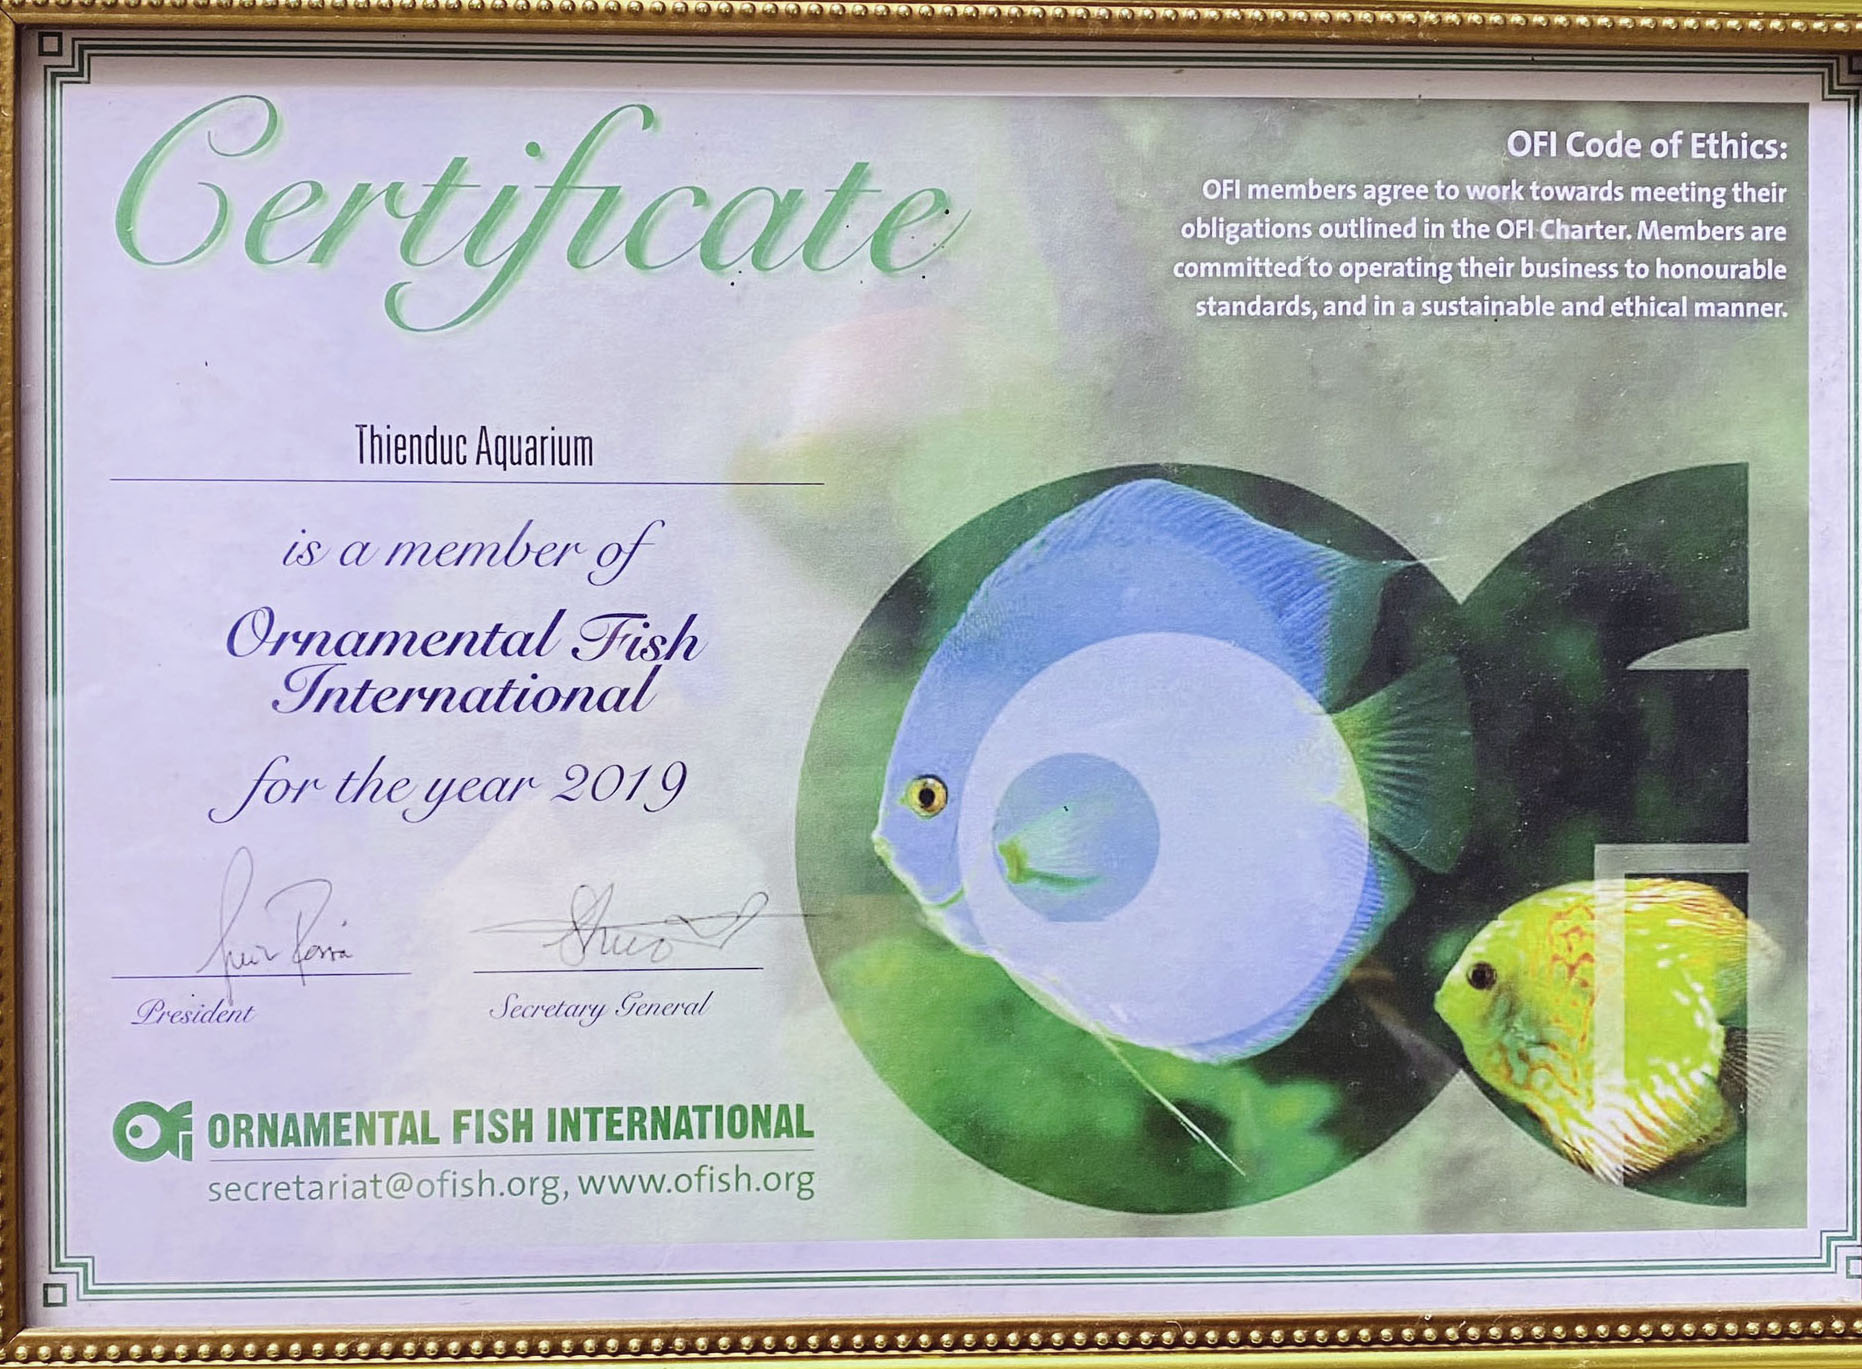 Certificate
OFI Code of Ethics:
OFI members agree to work towards meeting their
obligations outlined in the OFI Charter. Members are
committed to operating their business to honourable
standards, and in a sustainable and ethical manner.
Thienduc Aquarium
is a member of
Ornamental Fish
International
for the year 2019
President
Secretary General
OFI ORNAMENTAL FISH INTERNATIONAL
secretariat@ofish.org, www.ofish.org